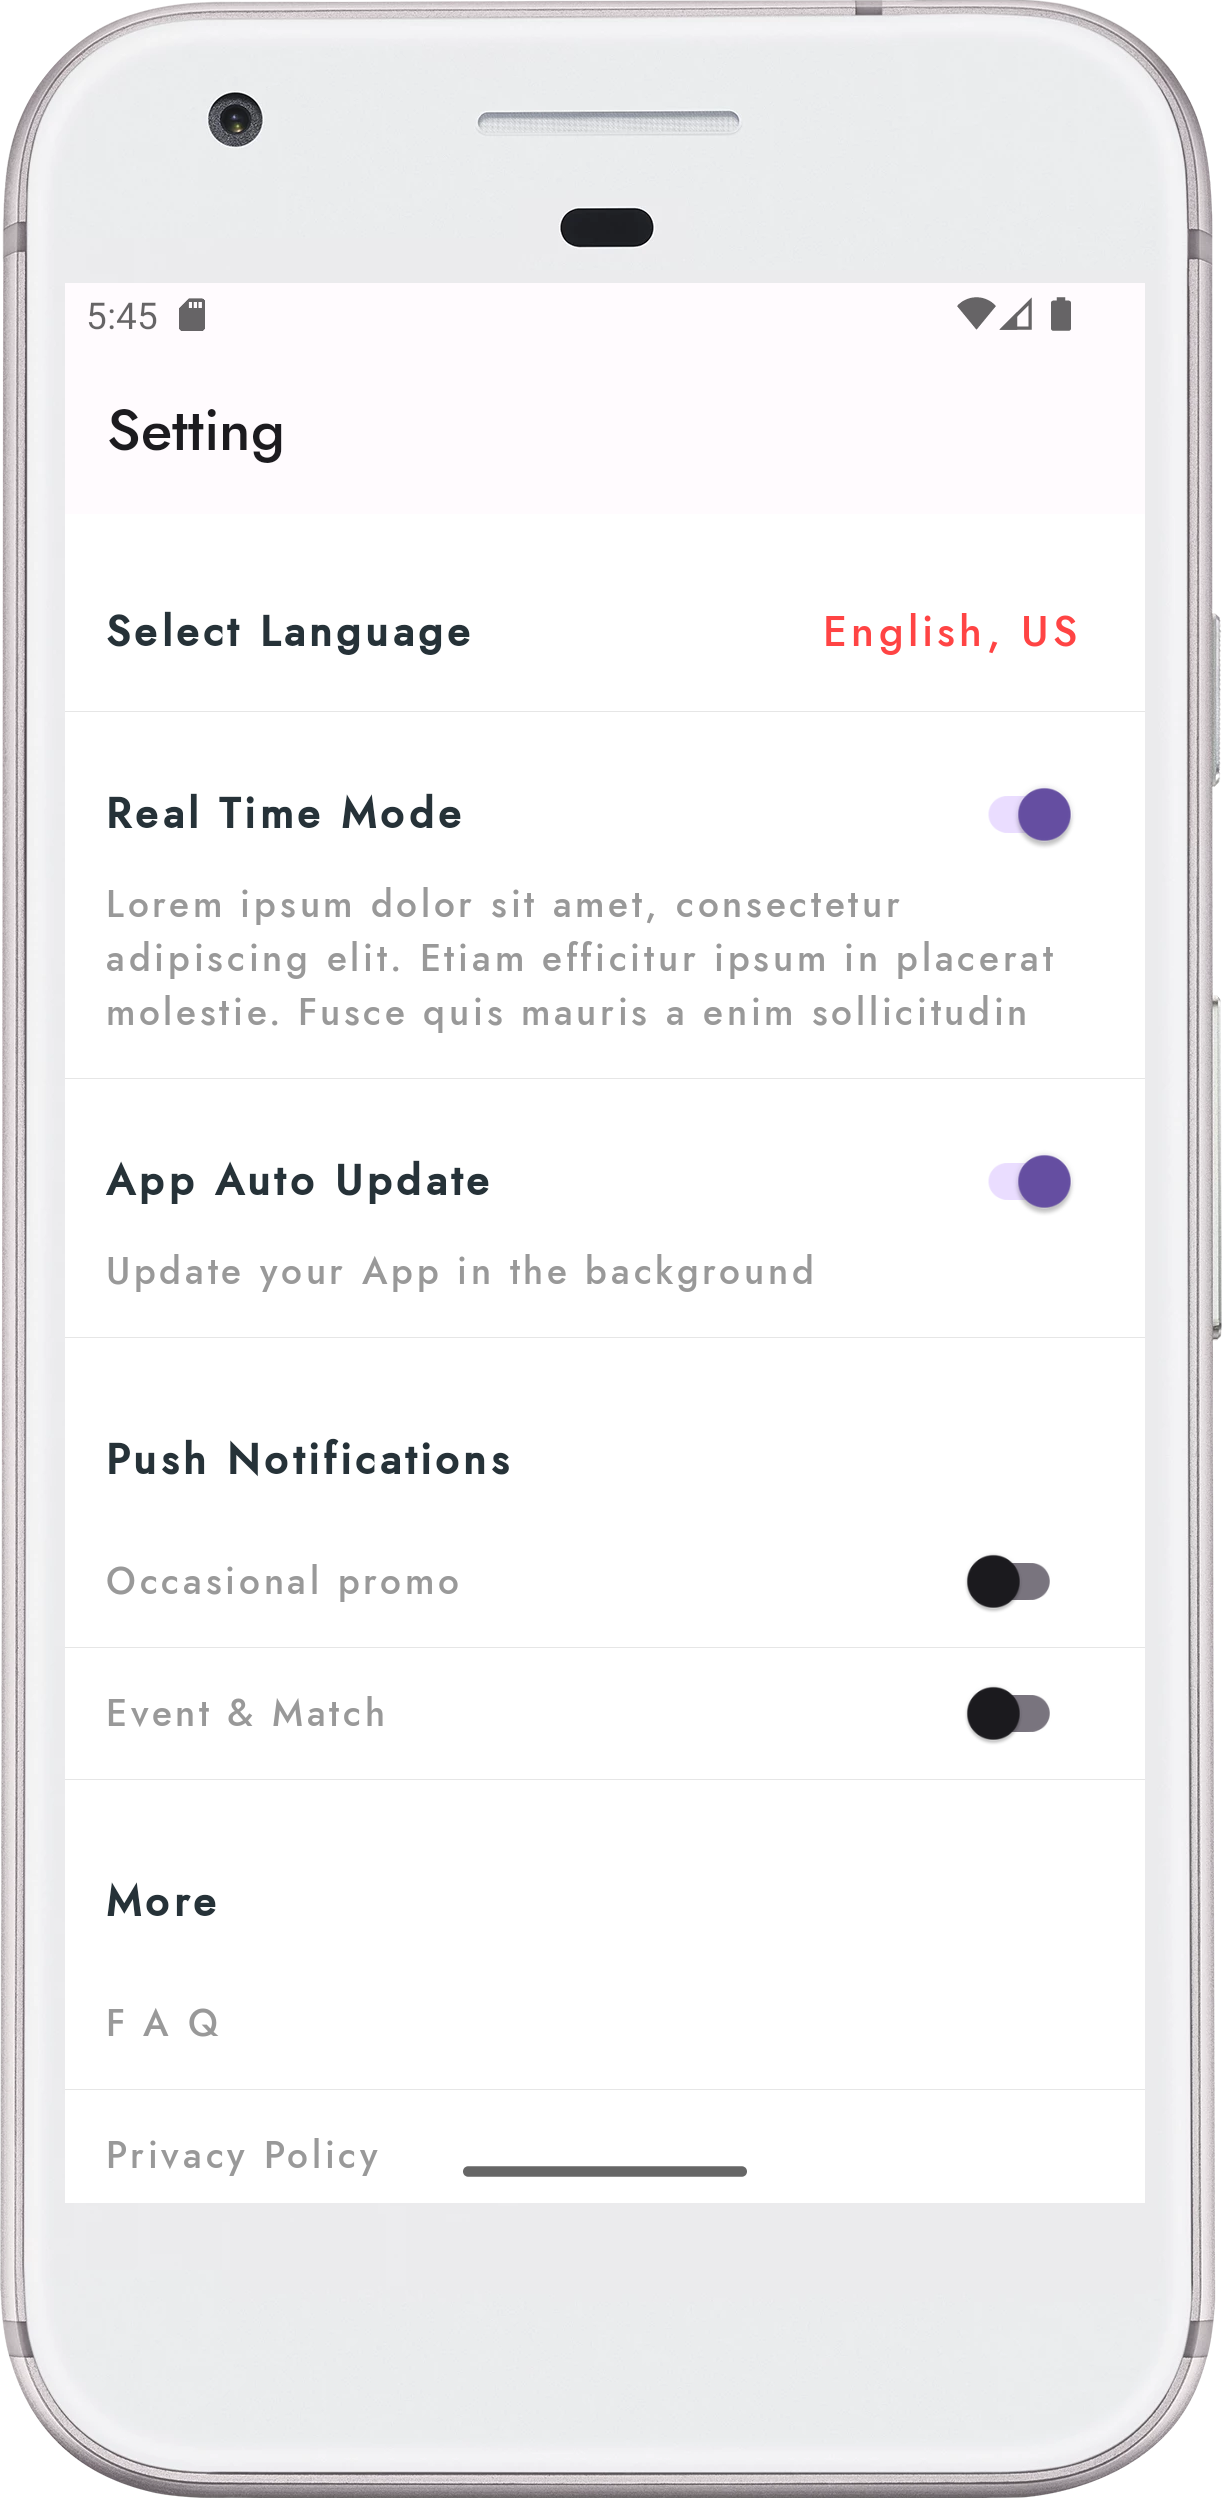 5:45
Setting
Select Language English, US
Real Time Mode
Lorem ipsum dolor sit amet, consectetur
adipiscing elit. Etiam efficitur ipsum in placerat
molestie. Fusce quis mauris a enim sollicitudin
App Auto Update
Update your App in the background
Push Notifications
Occasional promo
Event & Match
More
F A Q
Privacy Policy